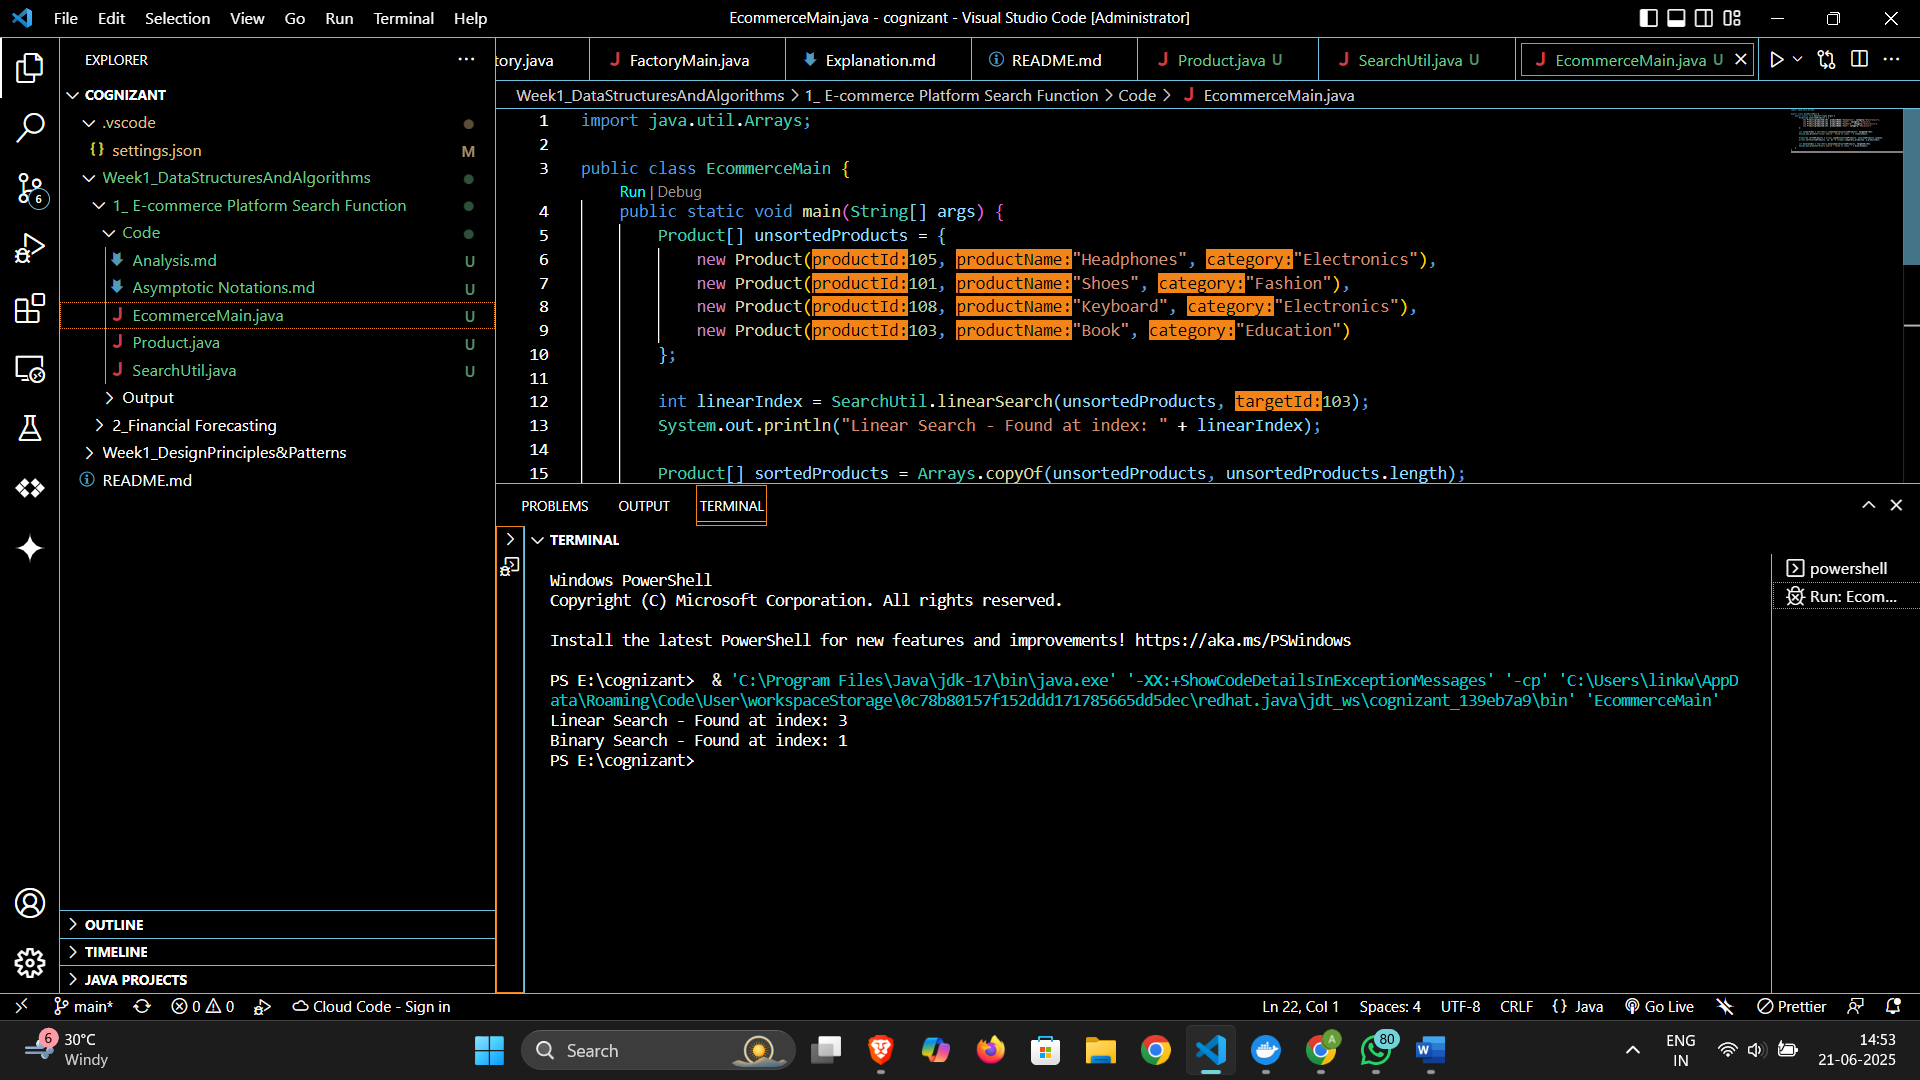 File Edit Selection View Go Run Terminal Help
EcommerceMain.java - cognizant - Visual Studio Code [Administrator]
EXPLORER
COGNIZANT
.vscode
{} settings.json M
Week1_DataStructuresAndAlgorithms
1_ E-commerce Platform Search Function
Code
Analysis.md U
Asymptotic Notations.md U
J EcommerceMain.java U
J Product.java U
J SearchUtil.java U
Output
2_Financial Forecasting
Week1_DesignPrinciples&Patterns
README.md
OUTLINE
TIMELINE
JAVA PROJECTS
6
tory.java
J FactoryMain.java
Explanation.md
README.md
J Product.java U
J SearchUtil.java U
J EcommerceMain.java U
Week1_DataStructuresAndAlgorithms > 1_ E-commerce Platform Search Function > Code > J EcommerceMain.java
1 import java.util.Arrays;
2
3 public class EcommerceMain {
Run | Debug
4 public static void main(String[] args) {
5 Product[] unsortedProducts = {
6 new Product(productId:105, productName:"Headphones", category:"Electronics"),
7 new Product(productId:101, productName:"Shoes", category:"Fashion"),
8 new Product(productId:108, productName:"Keyboard", category:"Electronics"),
9 new Product(productId:103, productName:"Book", category:"Education")
10 };
11
12 int linearIndex = SearchUtil.linearSearch(unsortedProducts, targetId:103);
13 System.out.println("Linear Search - Found at index: " + linearIndex);
14
15 Product[] sortedProducts = Arrays.copyOf(unsortedProducts, unsortedProducts.length);
PROBLEMS OUTPUT TERMINAL
TERMINAL
Windows PowerShell
Copyright (C) Microsoft Corporation. All rights reserved.
Install the latest PowerShell for new features and improvements! https://aka.ms/PSWindows
PS E:\cognizant> & 'C:\Program Files\Java\jdk-17\bin\java.exe' '-XX:+ShowCodeDetailsInExceptionMessages' '-cp' 'C:\Users\linkw\AppD
ata\Roaming\Code\User\workspaceStorage\0c78b80157f152ddd171785665dd5dec\redhat.java\jdt_ws\cognizant_139eb7a9\bin' 'EcommerceMain'
Linear Search - Found at index: 3
Binary Search - Found at index: 1
PS E:\cognizant>
powershell
Run: Ecom...
main* 0 0 Cloud Code - Sign in
Ln 22, Col 1 Spaces: 4 UTF-8 CRLF {} Java Go Live Prettier
6
30°C
Windy
Search
A
80
ENG
IN
14:53
21-06-2025